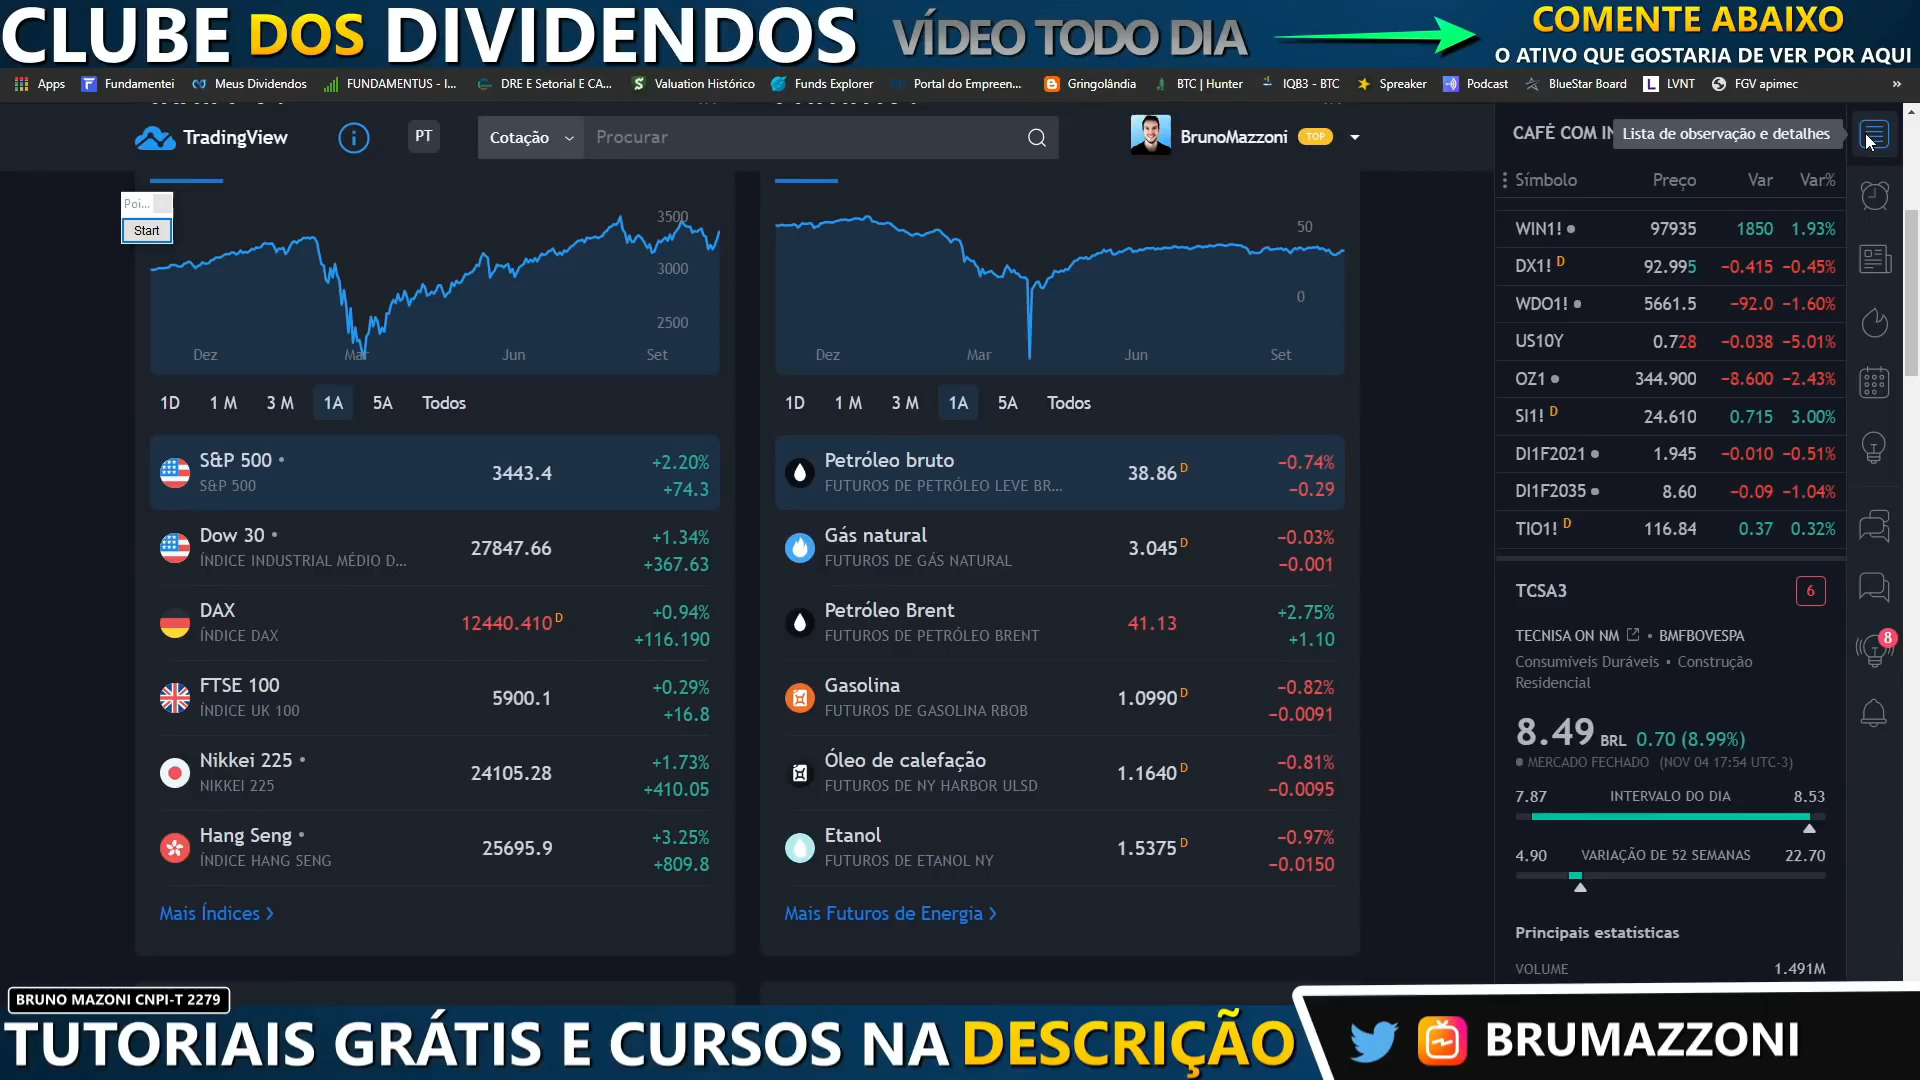 CLUBE DOS DIVIDENDOS
VÍDEO TODO DIA
COMENTE ABAIXO
O ATIVO QUE GOSTARIA DE VER POR AQUI
Apps
Fundamentei
Meus Dividendos
FUNDAMENTUS - I...
DRE E Setorial E CA...
Valuation Histórico
Funds Explorer
Portal do Empreen...
Gringolândia
BTC | Hunter
IQB3 - BTC
Spreaker
Podcast
BlueStar Board
LVNT
FGV apimec
»
TradingView
PT
Cotação
Procurar
BrunoMazzoni TOP
CAFÉ COM IN
Lista de observação e detalhes
Poi...
Start
3500
3000
2500
Dez Mar Jun Set
1D 1 M 3 M 1A 5A Todos
S&P 500 3443.4 +2.20%
S&P 500 +74.3
Dow 30 27847.66 +1.34%
ÍNDICE INDUSTRIAL MÉDIO D... +367.63
DAX 12440.410 D +0.94%
ÍNDICE DAX +116.190
FTSE 100 5900.1 +0.29%
ÍNDICE UK 100 +16.8
Nikkei 225 24105.28 +1.73%
NIKKEI 225 +410.05
Hang Seng 25695.9 +3.25%
ÍNDICE HANG SENG +809.8
Mais Índices >
50
0
Dez Mar Jun Set
1D 1 M 3 M 1A 5A Todos
Petróleo bruto 38.86 D −0.74%
FUTUROS DE PETRÓLEO LEVE BR... −0.29
Gás natural 3.045 D −0.03%
FUTUROS DE GÁS NATURAL −0.001
Petróleo Brent 41.13 +2.75%
FUTUROS DE PETRÓLEO BRENT +1.10
Gasolina 1.0990 D −0.82%
FUTUROS DE GASOLINA RBOB −0.0091
Óleo de calefação 1.1640 D −0.81%
FUTUROS DE NY HARBOR ULSD −0.0095
Etanol 1.5375 D −0.97%
FUTUROS DE ETANOL NY −0.0150
Mais Futuros de Energia >
Símbolo Preço Var Var%
WIN1! 97935 1850 1.93%
DX1! D 92.995 −0.415 −0.45%
WDO1! 5661.5 −92.0 −1.60%
US10Y 0.728 −0.038 −5.01%
OZ1 344.900 −8.600 −2.43%
SI1! D 24.610 0.715 3.00%
DI1F2021 1.945 −0.010 −0.51%
DI1F2035 8.60 −0.09 −1.04%
TIO1! D 116.84 0.37 0.32%
TCSA3 6
TECNISA ON NM • BMFBOVESPA
Consumíveis Duráveis • Construção
Residencial
8.49 BRL 0.70 (8.99%)
MERCADO FECHADO (NOV 04 17:54 UTC-3)
7.87 INTERVALO DO DIA 8.53
4.90 VARIAÇÃO DE 52 SEMANAS 22.70
Principais estatísticas
VOLUME 1.491M
8
BRUNO MAZONI CNPI-T 2279
TUTORIAIS GRÁTIS E CURSOS NA DESCRIÇÃO
BRUMAZZONI